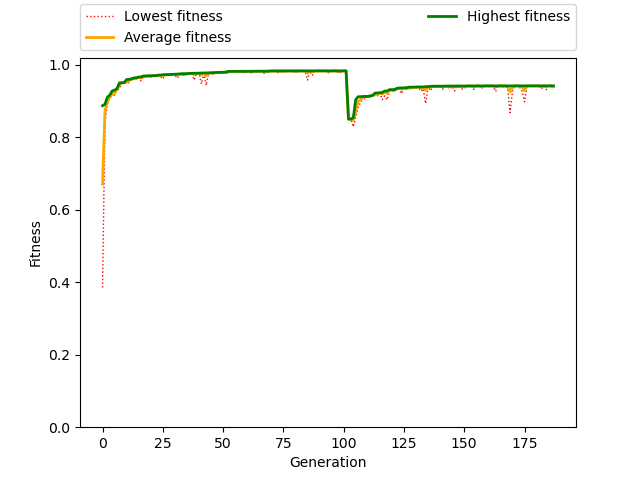 Lowest fitness
Average fitness
Highest fitness
1.0
0.8
0.6
0.4
0.2
0.0
Fitness
0 25 50 75 100 125 150 175
Generation